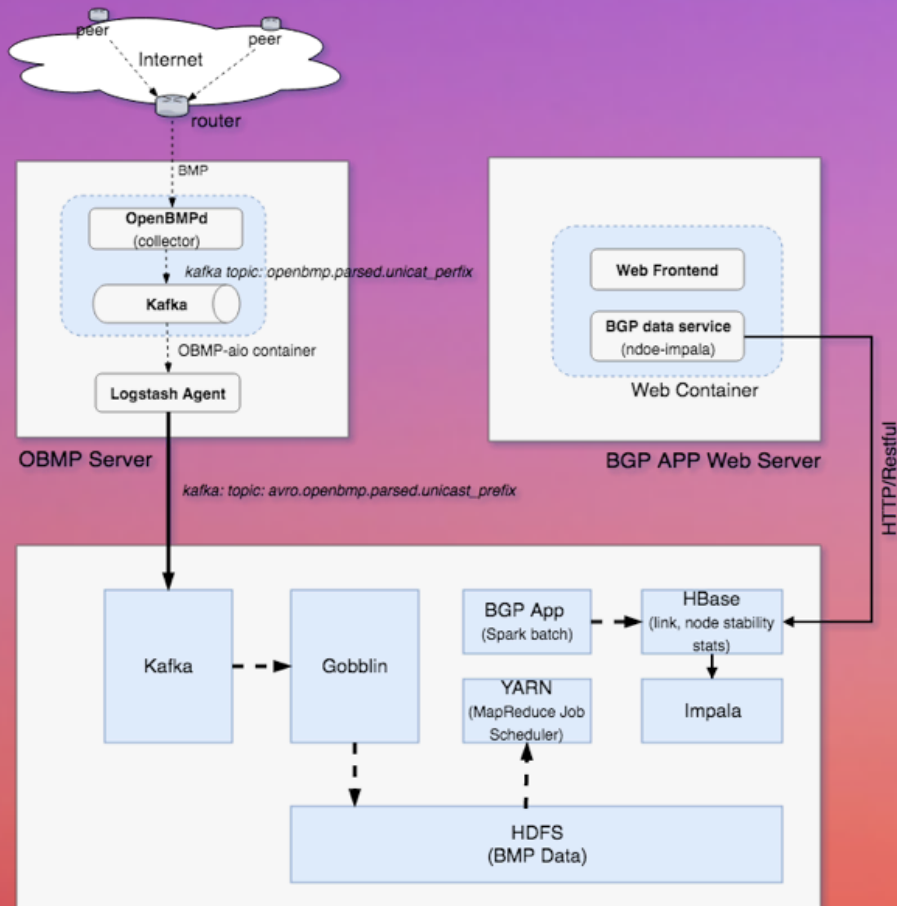 peer
peer
Internet
router
BMP
OpenBMPd
(collector)
kafka topic: openbmp.parsed.unicat_perfix
Kafka
OBMP-aio container
Logstash Agent
OBMP Server
Web Frontend
BGP data service
(ndoe-impala)
Web Container
BGP APP Web Server
HTTP/Restful
kafka: topic: avro.openbmp.parsed.unicast_prefix
Kafka
Gobblin
BGP App
(Spark batch)
HBase
(link, node stability
stats)
YARN
(MapReduce Job
Scheduler)
Impala
HDFS
(BMP Data)